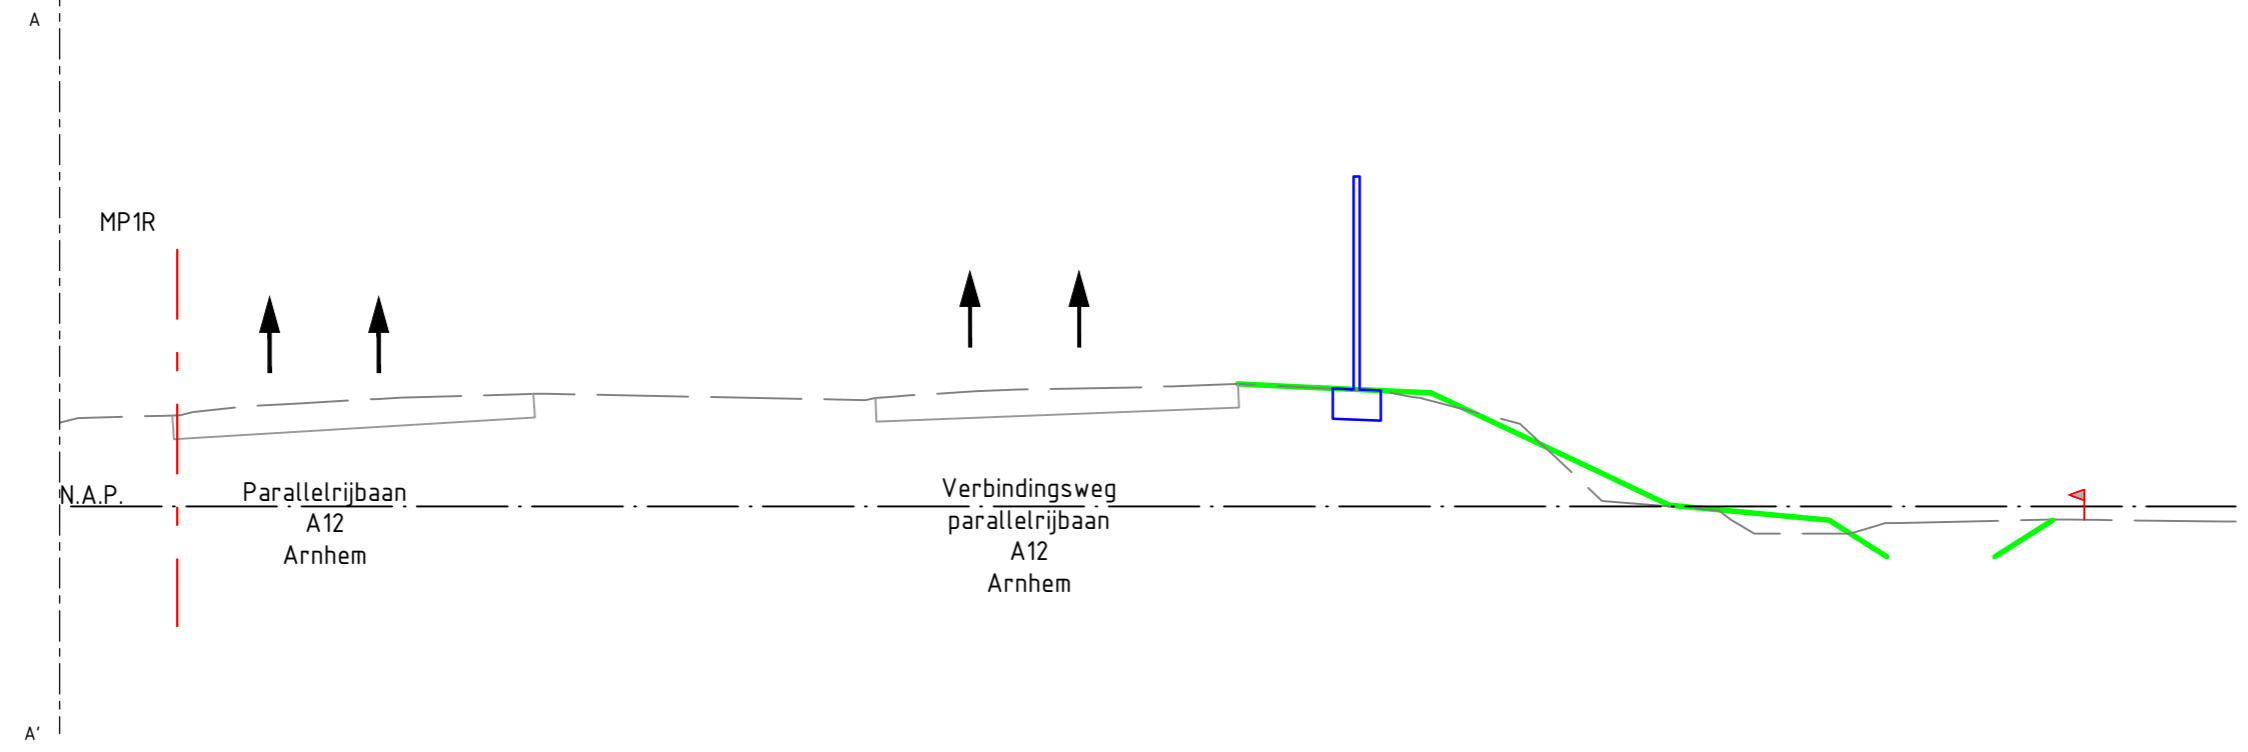 A
MP1R
N.A.P.
Parallelrijbaan
A12
Arnhem
Verbindingsweg
parallelrijbaan
A12
Arnhem
A'